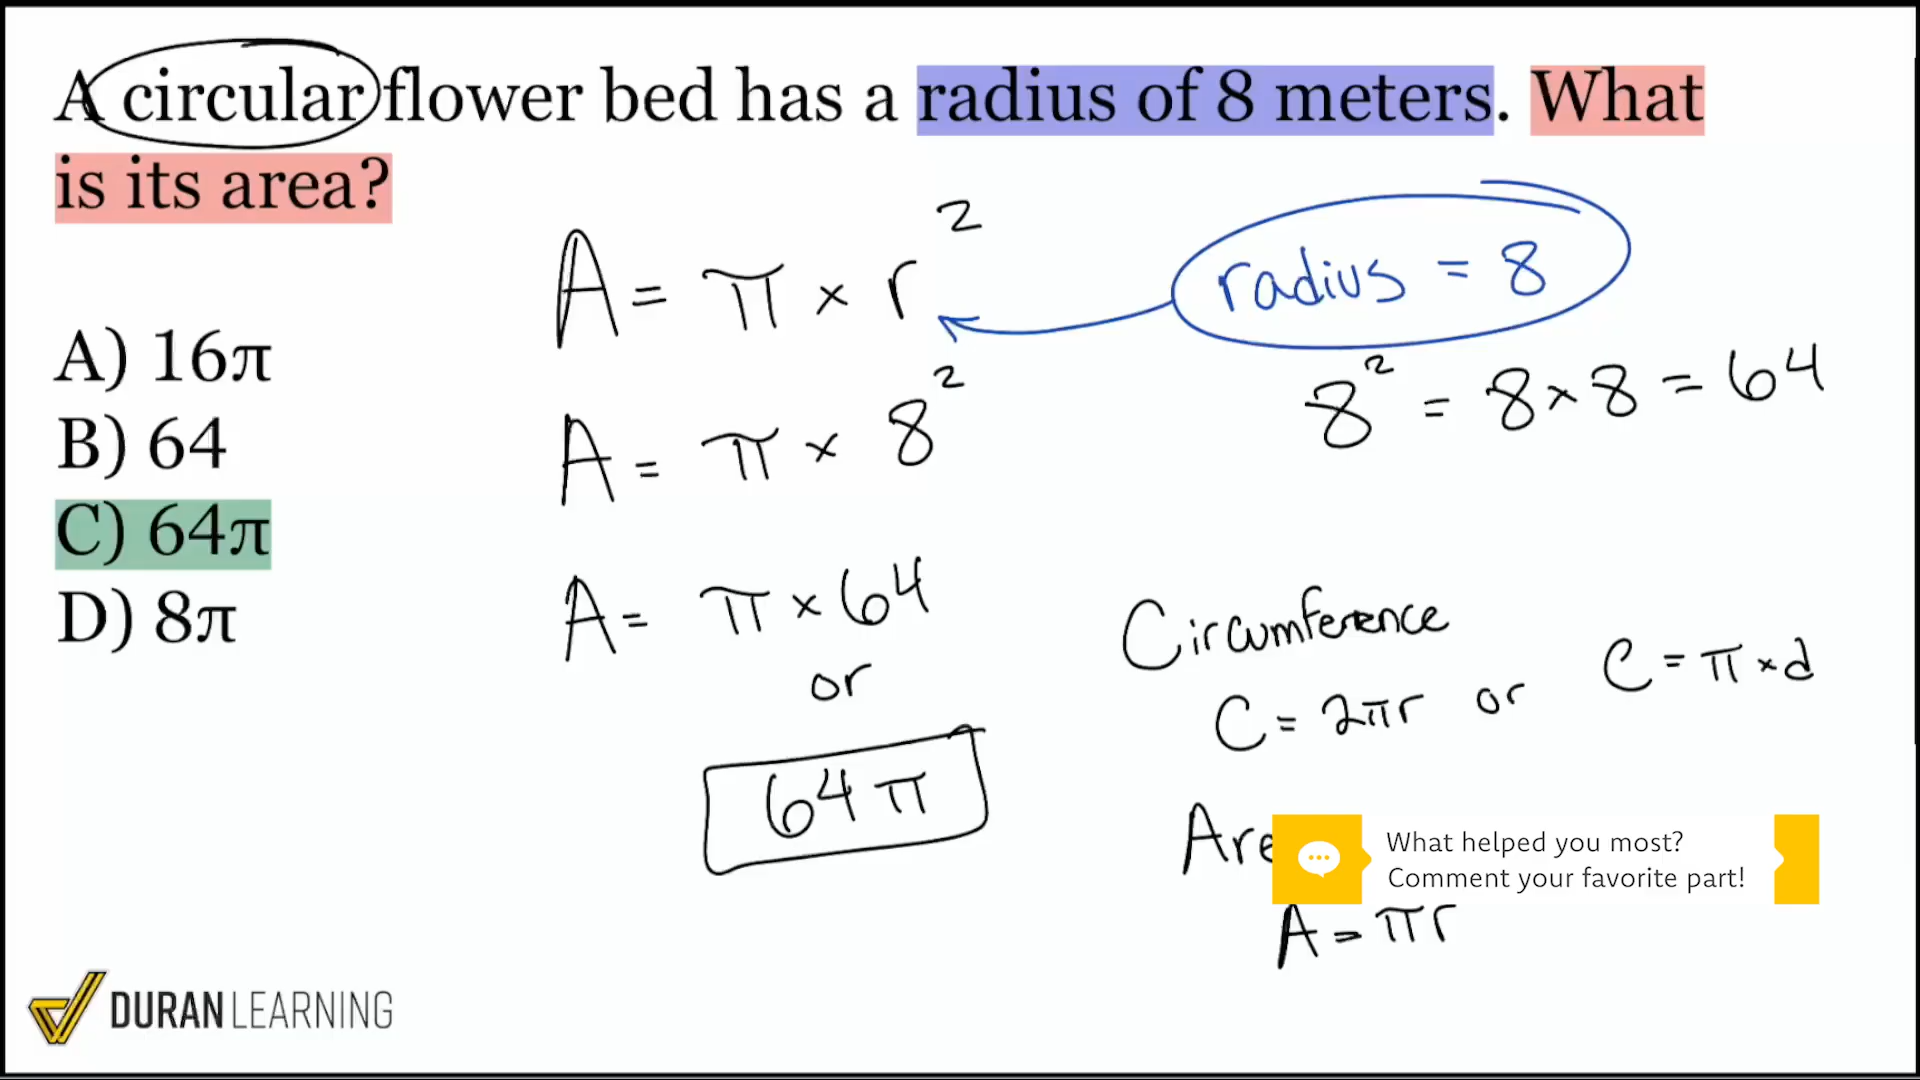 A circular flower bed has a radius of 8 meters. What
is its area?
A) 16π
B) 64
C) 64π
D) 8π
A = π × r²
radius = 8
A = π × 8²
8² = 8 × 8 = 64
A = π × 64
or
64π
Circumference
C = 2πr or C = π × d
Are
What helped you most?
Comment your favorite part!
A = πr
DURAN LEARNING